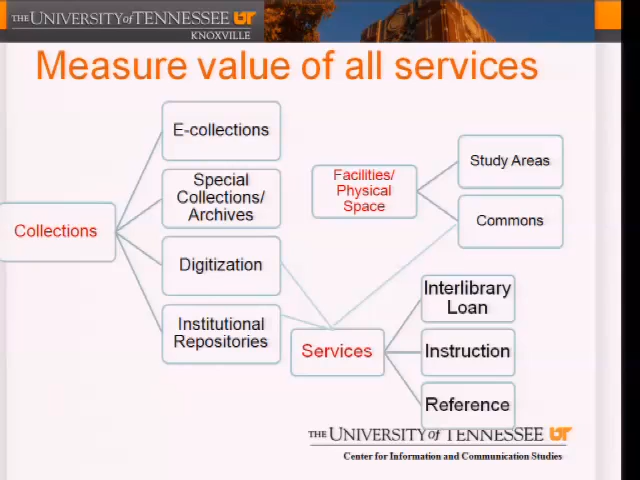 THE UNIVERSITY of TENNESSEE UT
KNOXVILLE
Measure value of all services
E-collections
Special
Collections/
Archives
Collections
Digitization
Institutional
Repositories
Facilities/
Physical
Space
Study Areas
Commons
Services
Interlibrary
Loan
Instruction
Reference
THE UNIVERSITY of TENNESSEE UT
Center for Information and Communication Studies